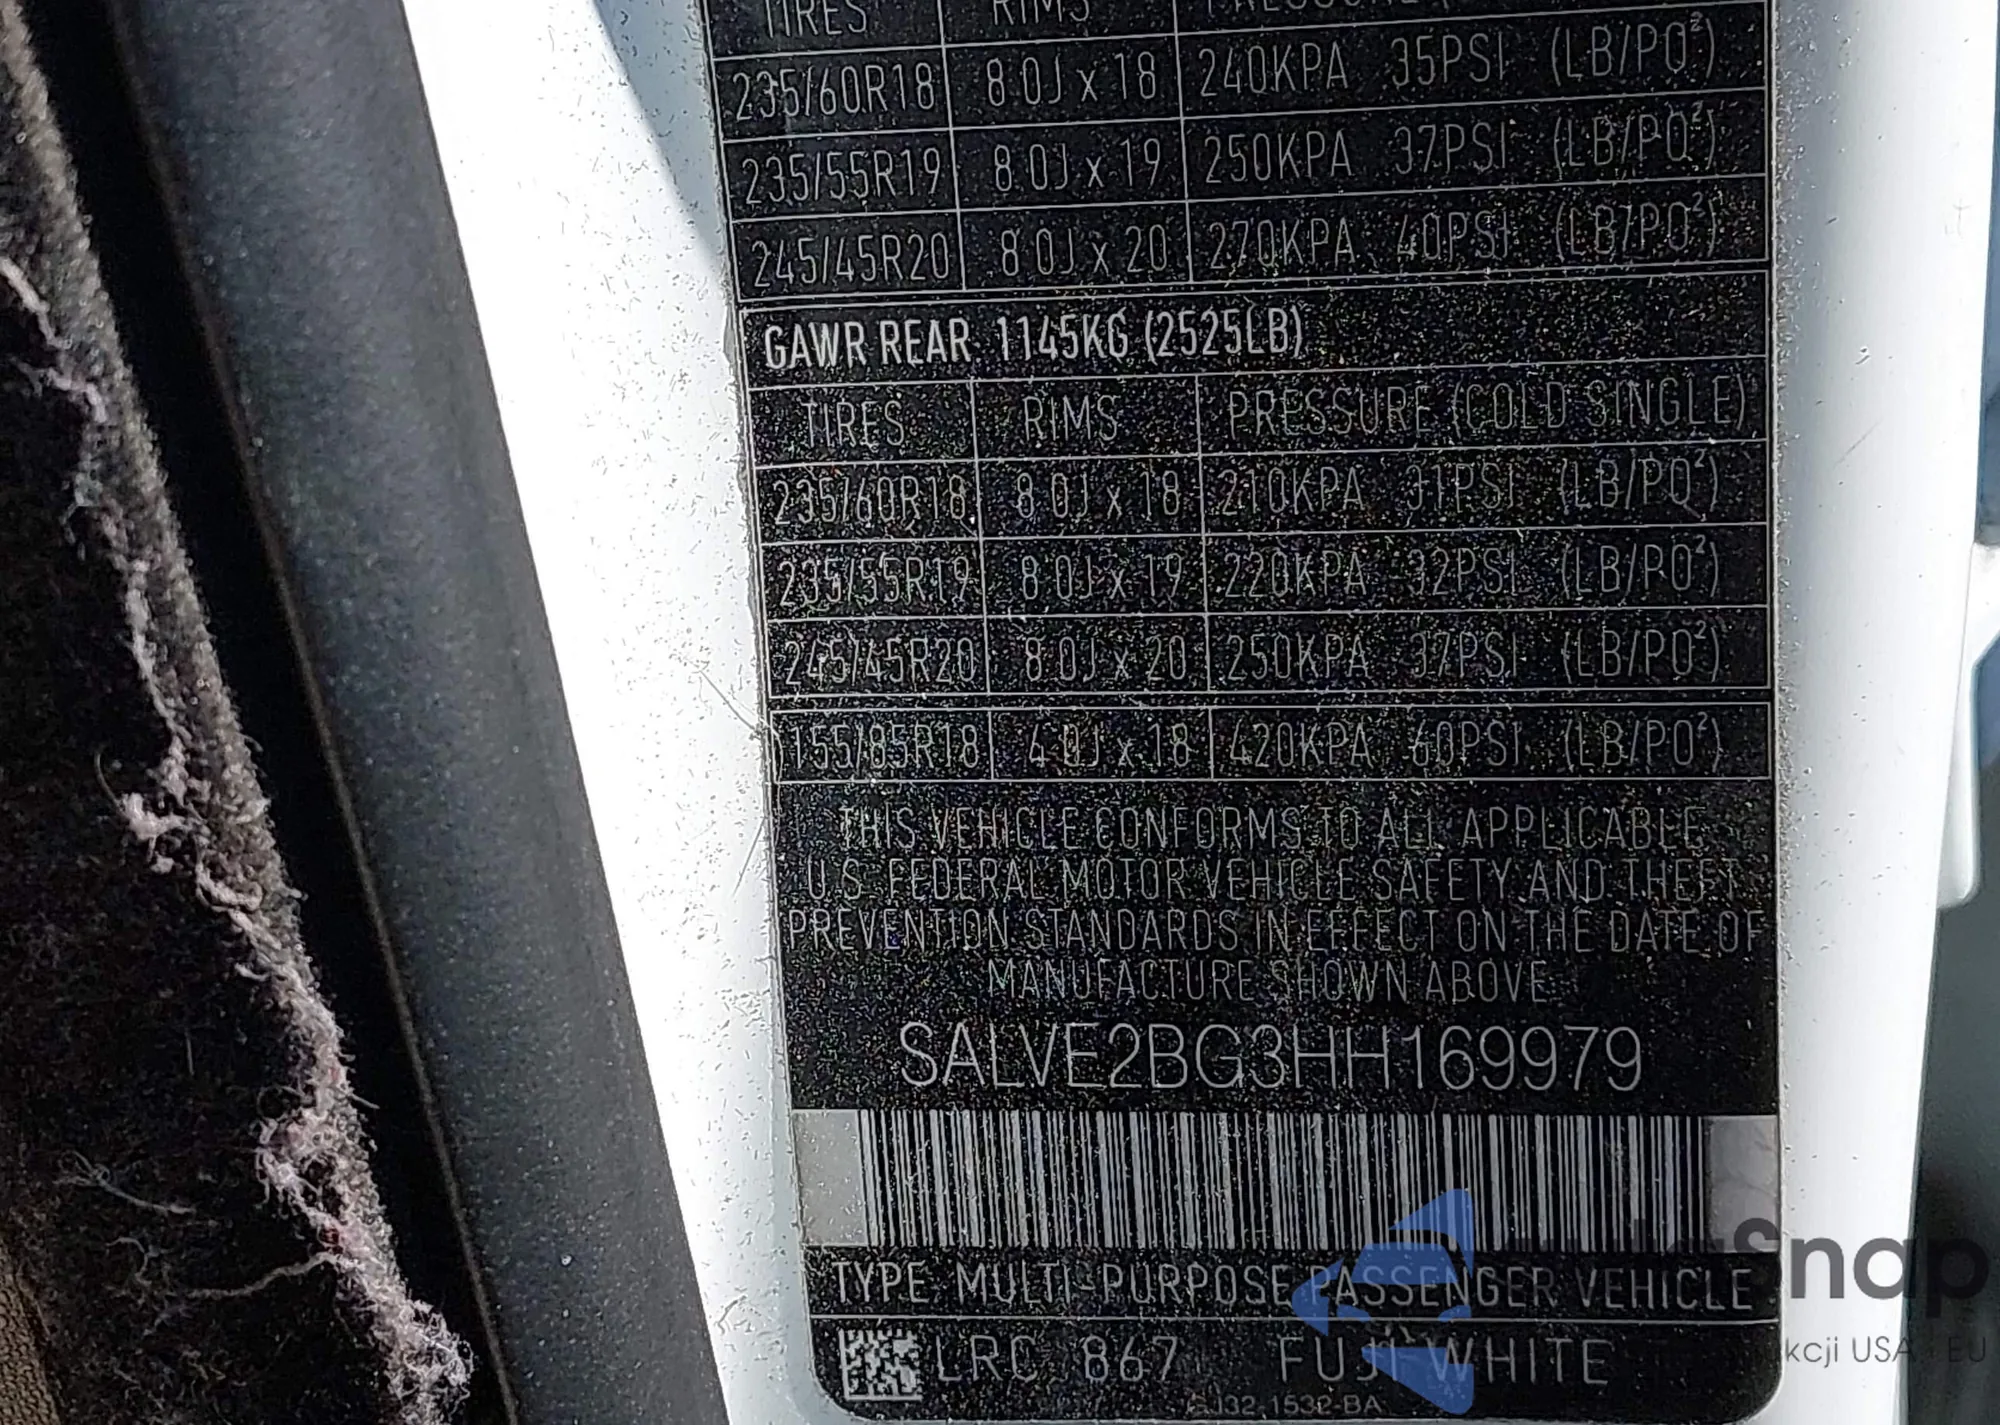 TIRES RIMS PRESSURE (
235/60R18 8.0J x 18 240KPA 35PSI (LB/PO²)
235/55R19 8.0J x 19 250KPA 37PSI (LB/PO²)
245/45R20 8.0J x 20 270KPA 40PSI (LB/PO²)
GAWR REAR 1145KG (2525LB)
TIRES RIMS PRESSURE (COLD SINGLE)
235/60R18 8.0J x 18 210KPA 31PSI (LB/PO²)
235/55R19 8.0J x 19 220KPA 32PSI (LB/PO²)
245/45R20 8.0J x 20 250KPA 37PSI (LB/PO²)
155/85R18 4.0J x 18 420KPA 60PSI (LB/PO²)
THIS VEHICLE CONFORMS TO ALL APPLICABLE
U.S. FEDERAL MOTOR VEHICLE SAFETY AND THEFT
PREVENTION STANDARDS IN EFFECT ON THE DATE OF
MANUFACTURE SHOWN ABOVE
SALVE2BG3HH169979
TYPE: MULTI-PURPOSE PASSENGER VEHICLE
LRC 867 FUJI WHITE
Snap
kcji USA EU